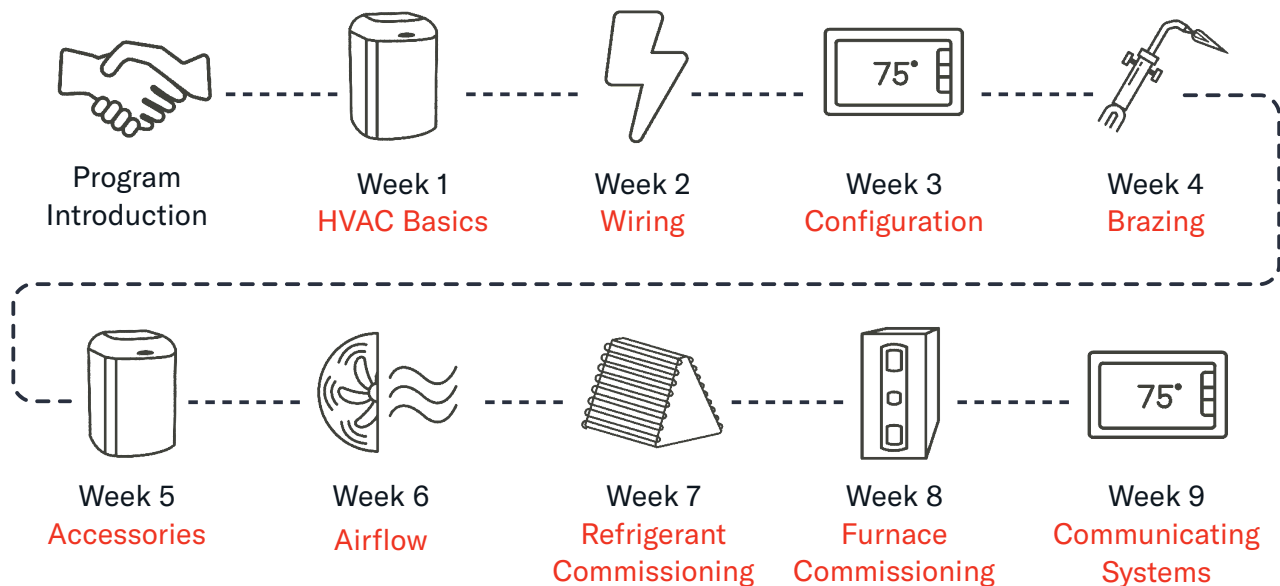 75°
Program
Introduction
Week 1
HVAC Basics
Week 2
Wiring
Week 3
Configuration
Week 4
Brazing
75°
Week 5
Accessories
Week 6
Airflow
Week 7
Refrigerant
Commissioning
Week 8
Furnace
Commissioning
Week 9
Communicating
Systems